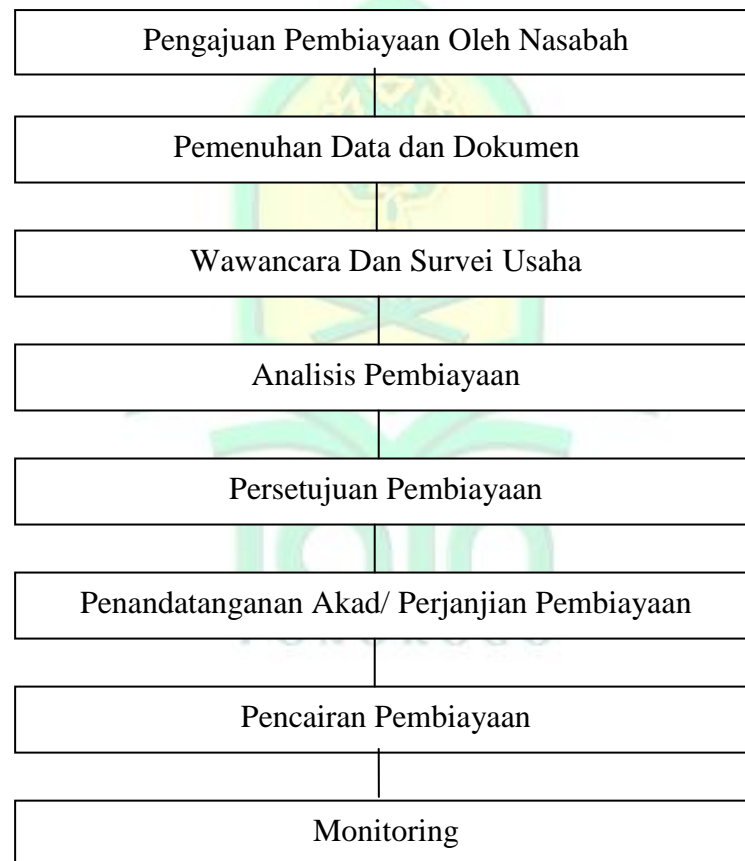 Pengajuan Pembiayaan Oleh Nasabah
Pemenuhan Data dan Dokumen
Wawancara Dan Survei Usaha
Analisis Pembiayaan
Persetujuan Pembiayaan
Penandatanganan Akad/ Perjanjian Pembiayaan
Pencairan Pembiayaan
Monitoring